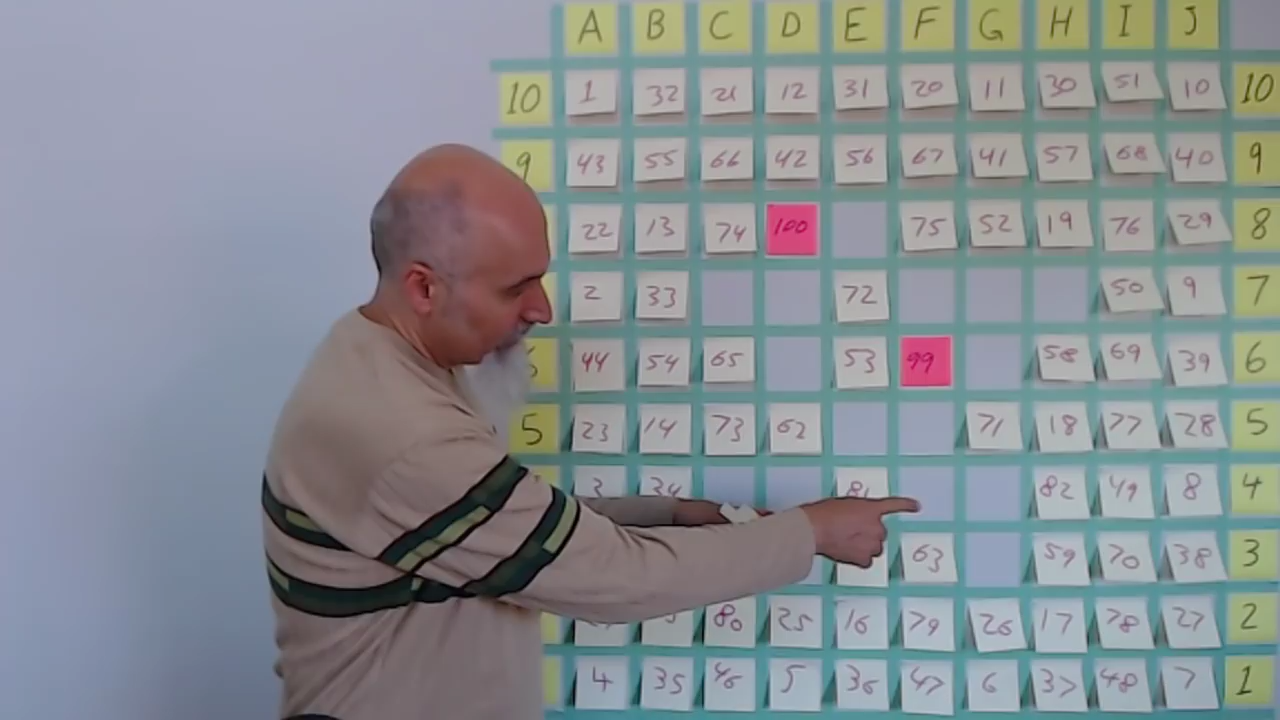 A B C D E F G H I J
10 1 32 21 12 31 20 11 30 51 10 10
9 43 55 66 42 56 67 41 57 68 40 9
22 13 74 100 75 52 19 76 29 8
2 33 72 50 9 7
44 54 65 53 99 58 69 39 6
5 23 14 73 62 71 18 77 28 5
3 34 81 82 49 8 4
63 59 70 38 3
80 25 16 79 26 17 78 27 2
4 35 46 5 36 47 6 37 48 7 1